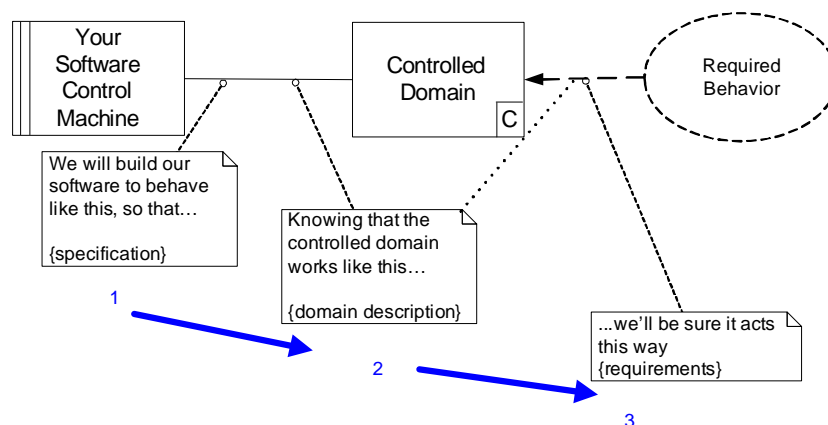 Your
Software
Control
Machine
Controlled
Domain
C
Required
Behavior
We will build our
software to behave
like this, so that…
{specification}
Knowing that the
controlled domain
works like this…
{domain description}
...we'll be sure it acts
this way
{requirements}
1
2
3